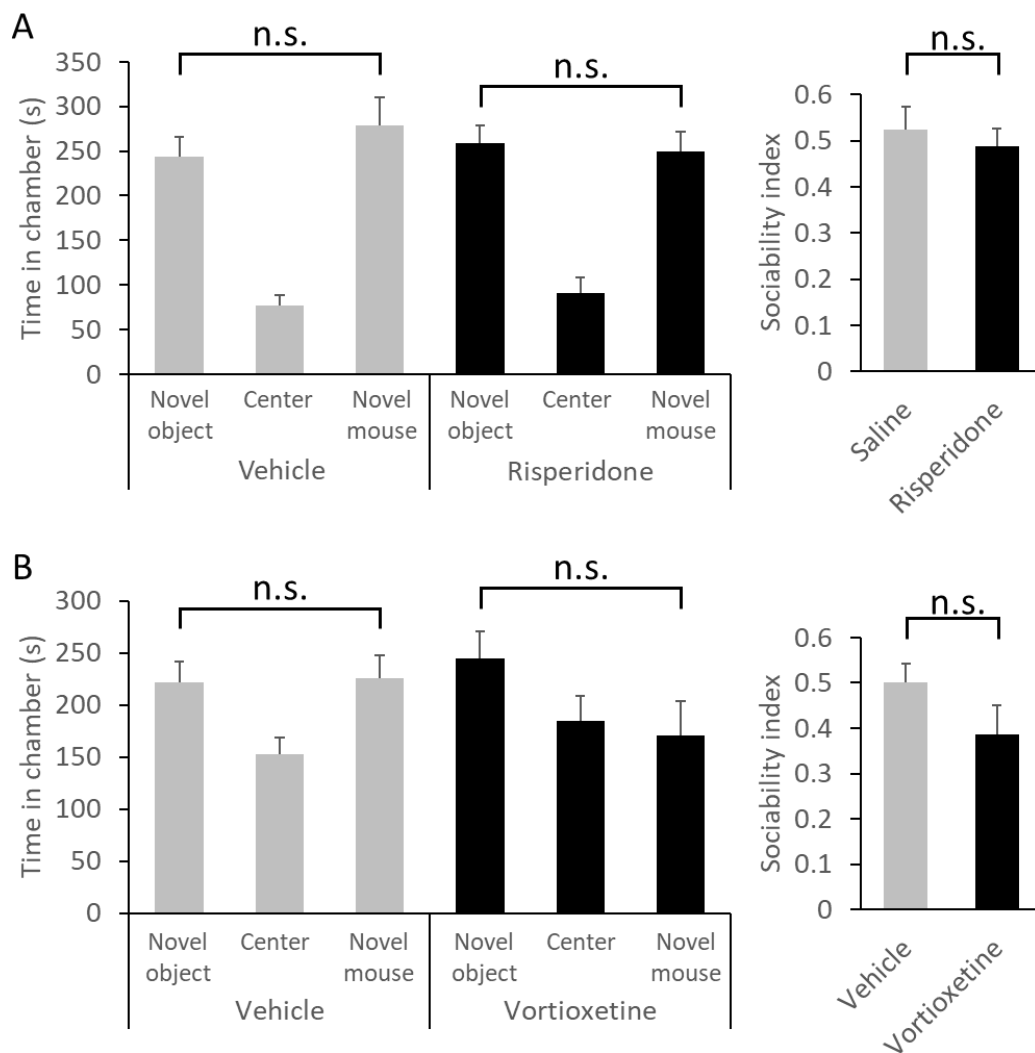 A
n.s.
n.s.
n.s.
Time in chamber (s)
350
300
250
200
150
100
50
0
Novel object
Center
Novel mouse
Novel object
Center
Novel mouse
Vehicle
Risperidone
Sociability index
0.6
0.5
0.4
0.3
0.2
0.1
0
Saline
Risperidone
B
n.s.
n.s.
n.s.
Time in chamber (s)
300
250
200
150
100
50
0
Novel object
Center
Novel mouse
Novel object
Center
Novel mouse
Vehicle
Vortioxetine
Sociability index
0.6
0.5
0.4
0.3
0.2
0.1
0
Vehicle
Vortioxetine